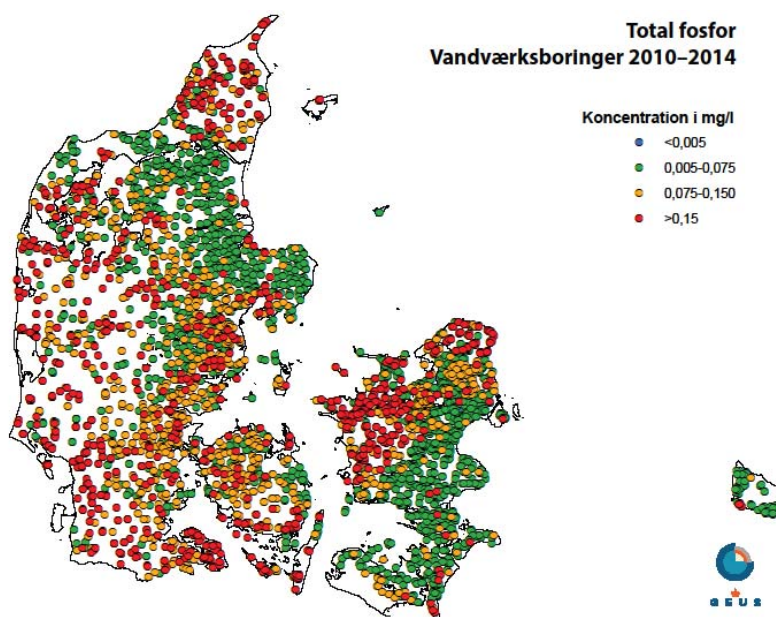 Total fosfor
Vandværksboringer 2010–2014
Koncentration i mg/l
<0,005
0,005-0,075
0,075-0,150
>0,15
G E U S